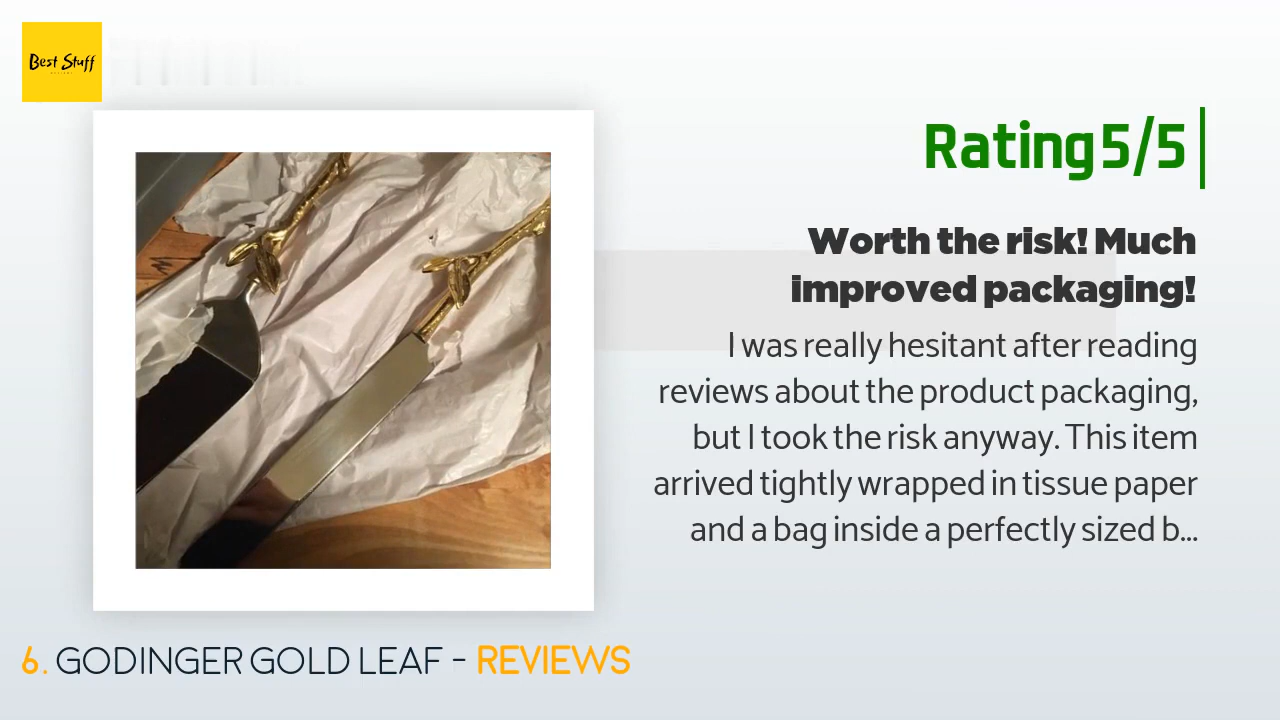 Best Stuff
Rating 5/5
Worth the risk! Much
improved packaging!
I was really hesitant after reading
reviews about the product packaging,
but I took the risk anyway. This item
arrived tightly wrapped in tissue paper
and a bag inside a perfectly sized b...
6. GODINGER GOLD LEAF - REVIEWS